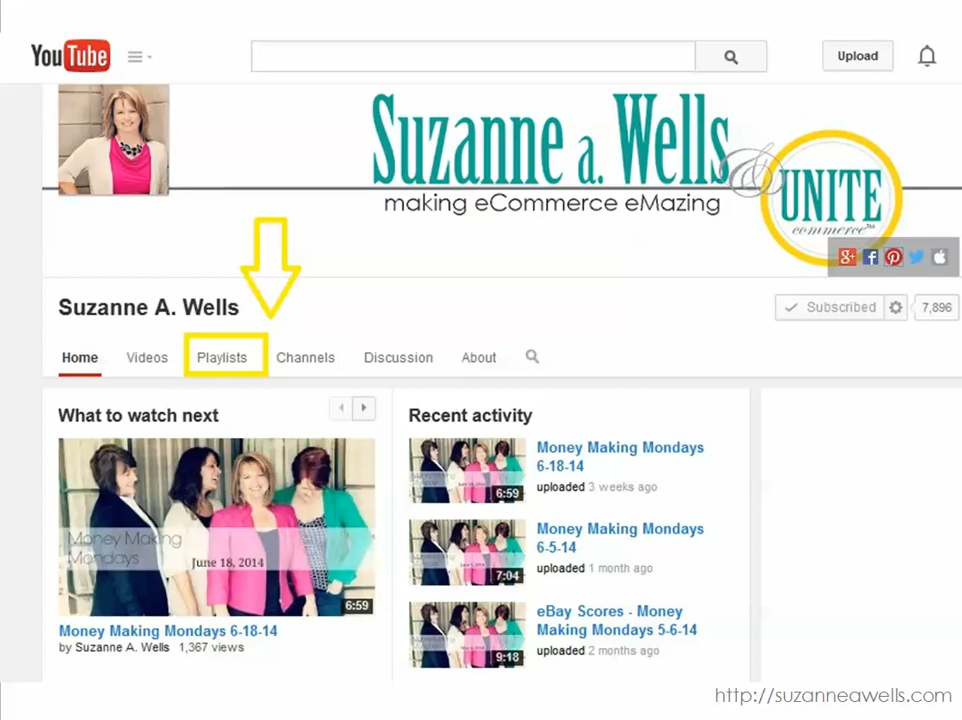 YouTube
Upload
Suzanne a. Wells
&
UNITE
making eCommerce eMazing
commerce™
Suzanne A. Wells
Subscribed
7,896
Home Videos Playlists Channels Discussion About
What to watch next
Recent activity
Money Making Mondays
6-18-14
uploaded 3 weeks ago
6:59
Money Making Mondays
6-5-14
uploaded 1 month ago
7:04
eBay Scores - Money
Making Mondays 5-6-14
uploaded 2 months ago
9:18
Money Making
Mondays
June 18, 2014
6:59
Money Making Mondays 6-18-14
by Suzanne A. Wells 1,367 views
http://suzanneawells.com